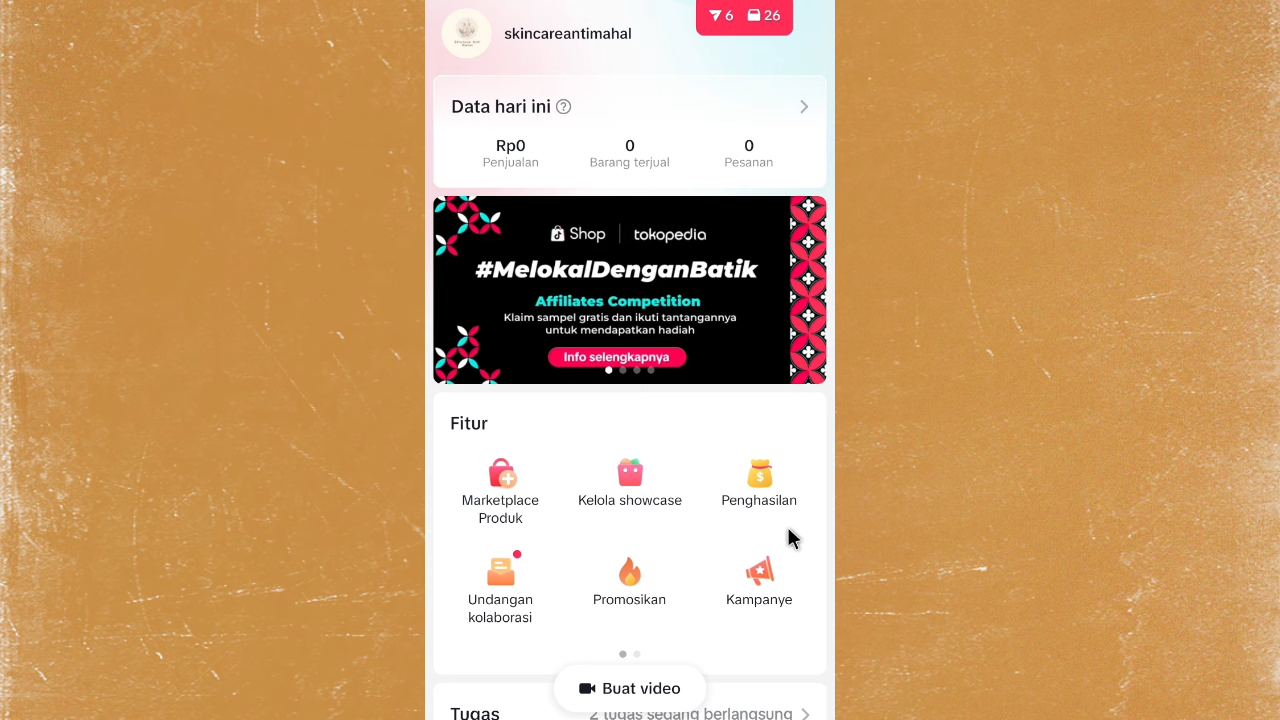 6 26
skincareantimahal
Data hari ini ?
Rp0 0 0
Penjualan Barang terjual Pesanan
Shop | tokopedia
#MelokalDenganBatik
Affiliates Competition
Klaim sampel gratis dan ikuti tantangannya
untuk mendapatkan hadiah
Info selengkapnya
Fitur
Marketplace Produk
Kelola showcase
Penghasilan
Undangan kolaborasi
Promosikan
Kampanye
Buat video
Tugas 2 tugas sedang berlangsung